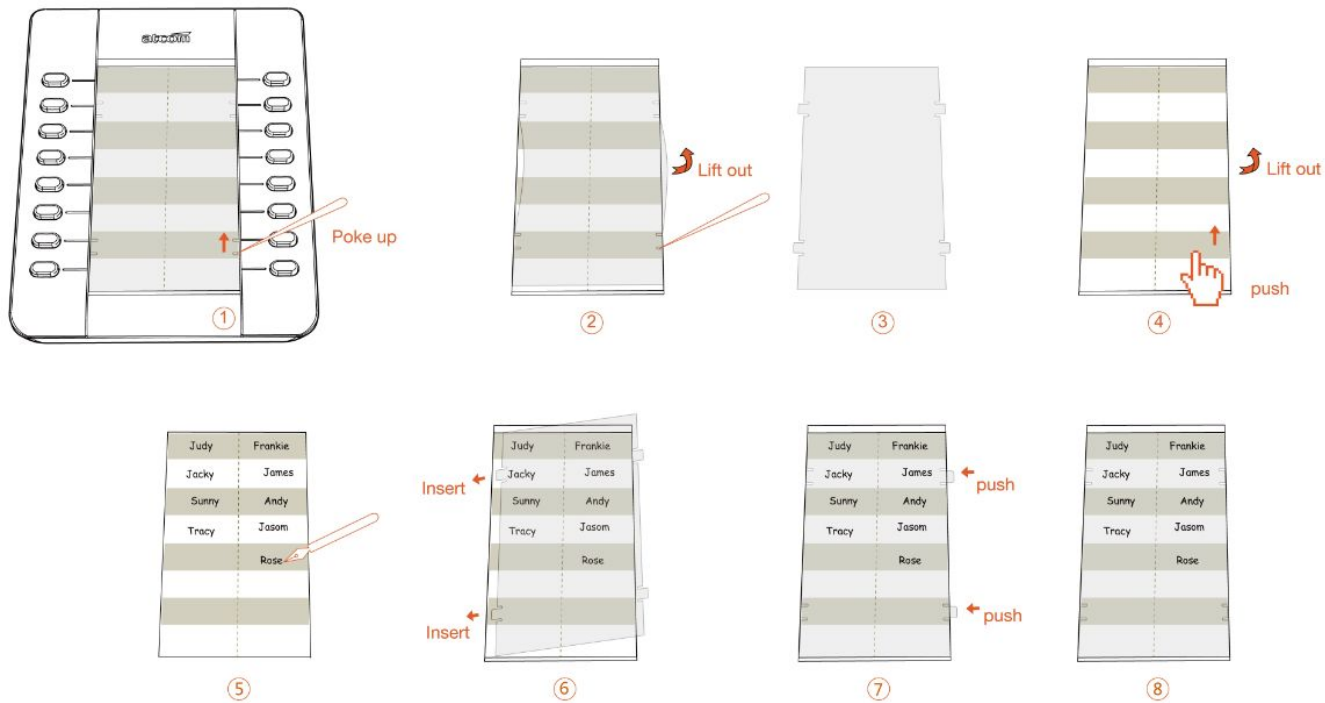 atcom
Poke up
①
Lift out
②
③
Lift out
push
④
Judy Frankie
Jacky James
Sunny Andy
Tracy Jasom
Rose
⑤
Judy Frankie
Insert Jacky James
Sunny Andy
Tracy Jasom
Rose
Insert
⑥
Judy Frankie
Jacky James push
Sunny Andy
Tracy Jasom
Rose
push
⑦
Judy Frankie
Jacky James
Sunny Andy
Tracy Jasom
Rose
⑧